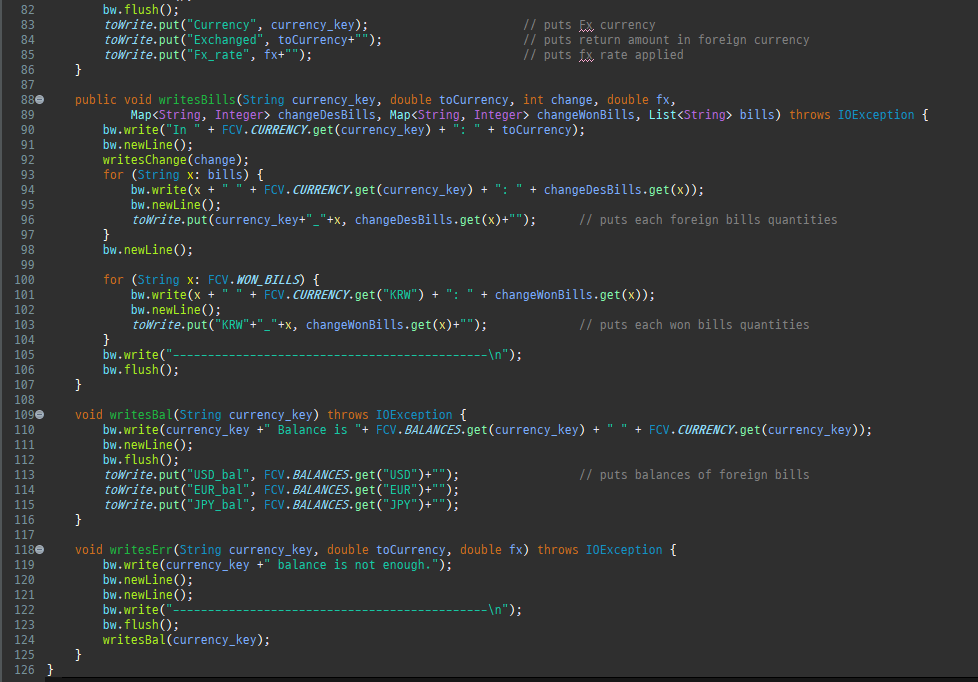 82 bw.flush();
83 toWrite.put("Currency", currency_key); // puts Fx currency
84 toWrite.put("Exchanged", toCurrency+""); // puts return amount in foreign currency
85 toWrite.put("Fx_rate", fx+""); // puts fx rate applied
86 }
87
88 public void writesBills(String currency_key, double toCurrency, int change, double fx,
89 Map<String, Integer> changeDesBills, Map<String, Integer> changeWonBills, List<String> bills) throws IOException {
90 bw.write("In " + FCV.CURRENCY.get(currency_key) + ": " + toCurrency);
91 bw.newLine();
92 writesChange(change);
93 for (String x: bills) {
94 bw.write(x + " " + FCV.CURRENCY.get(currency_key) + ": " + changeDesBills.get(x));
95 bw.newLine();
96 toWrite.put(currency_key+"_"+x, changeDesBills.get(x)+""); // puts each foreign bills quantities
97 }
98 bw.newLine();
99
100 for (String x: FCV.WON_BILLS) {
101 bw.write(x + " " + FCV.CURRENCY.get("KRW") + ": " + changeWonBills.get(x));
102 bw.newLine();
103 toWrite.put("KRW"+"_"+x, changeWonBills.get(x)+""); // puts each won bills quantities
104 }
105 bw.write("---------------------------------------------\n");
106 bw.flush();
107 }
108
109 void writesBal(String currency_key) throws IOException {
110 bw.write(currency_key +" Balance is "+ FCV.BALANCES.get(currency_key) + " " + FCV.CURRENCY.get(currency_key));
111 bw.newLine();
112 bw.flush();
113 toWrite.put("USD_bal", FCV.BALANCES.get("USD")+""); // puts balances of foreign bills
114 toWrite.put("EUR_bal", FCV.BALANCES.get("EUR")+"");
115 toWrite.put("JPY_bal", FCV.BALANCES.get("JPY")+"");
116 }
117
118 void writesErr(String currency_key, double toCurrency, double fx) throws IOException {
119 bw.write(currency_key +" balance is not enough.");
120 bw.newLine();
121 bw.newLine();
122 bw.write("---------------------------------------------\n");
123 bw.flush();
124 writesBal(currency_key);
125 }
126 }